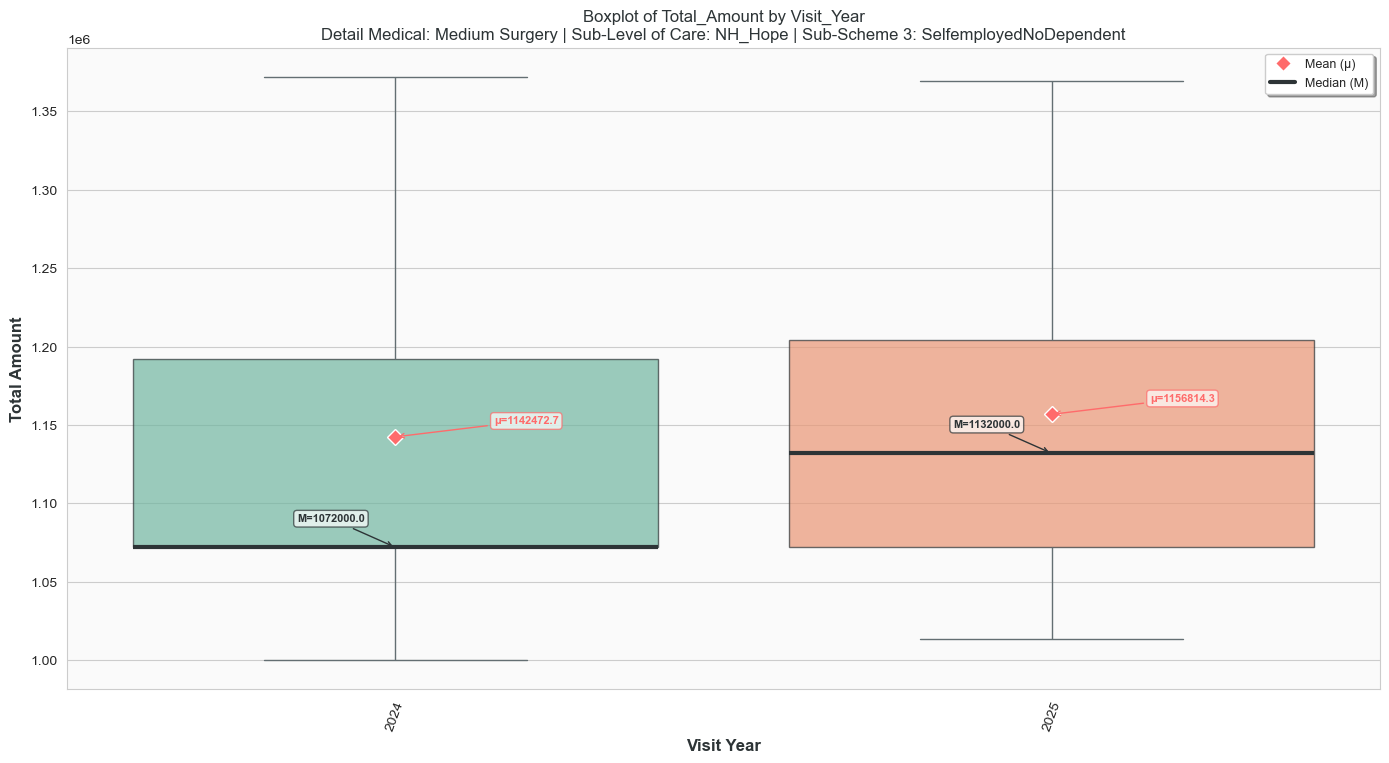 Boxplot of Total_Amount by Visit_Year
Detail Medical: Medium Surgery | Sub-Level of Care: NH_Hope | Sub-Scheme 3: SelfemployedNoDependent
1e6
Mean (μ)
Median (M)
1.35
1.30
1.25
1.20
1.15
1.10
1.05
1.00
Total Amount
μ=1142472.7
M=1072000.0
μ=1156814.3
M=1132000.0
2024
2025
Visit Year